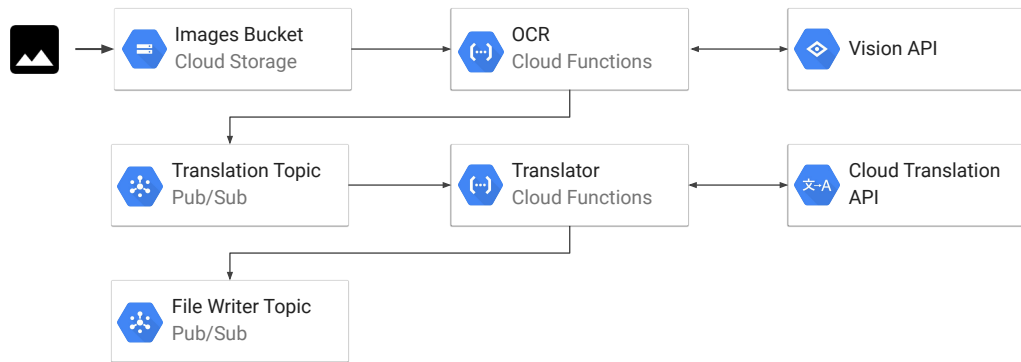 Images Bucket
Cloud Storage
OCR
Cloud Functions
Vision API
Translation Topic
Pub/Sub
Translator
Cloud Functions
文→A
Cloud Translation
API
File Writer Topic
Pub/Sub